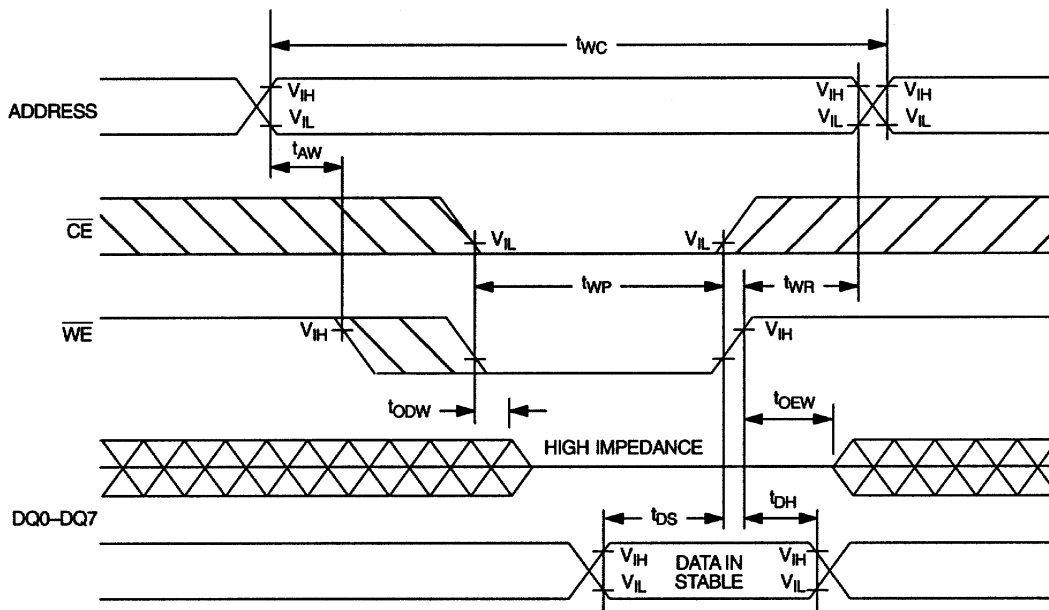 tWC
ADDRESS
VIH
VIL
VIH
VIL
VIH
VIL
tAW
CE
VIL
VIL
tWP
tWR
WE
VIH
VIH
tODW
tOEW
HIGH IMPEDANCE
DQ0–DQ7
tDS
tDH
VIH
VIL
DATA IN
STABLE
VIH
VIL